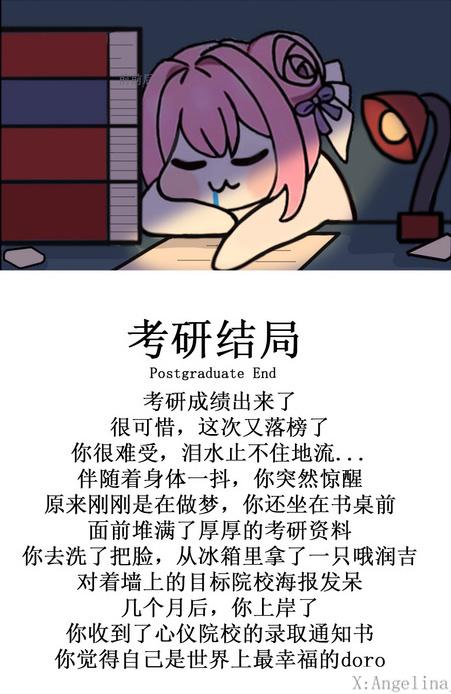 考研结局
Postgraduate End
考研成绩出来了
很可惜，这次又落榜了
你很难受，泪水止不住地流...
伴随着身体一抖，你突然惊醒
原来刚刚是在做梦，你还坐在书桌前
面前堆满了厚厚的考研资料
你去洗了把脸，从冰箱里拿了一只哦润吉
对着墙上的目标院校海报发呆
几个月后，你上岸了
你收到了心仪院校的录取通知书
你觉得自己是世界上最幸福的doro
X:Angelina